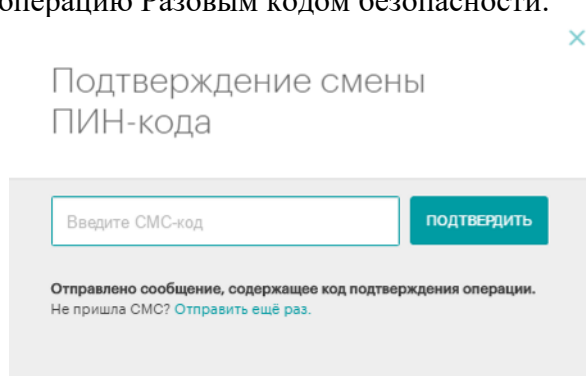 операцию Разовым кодом безопасности.
Подтверждение смены
ПИН-кода
Введите СМС-код
ПОДТВЕРДИТЬ
Отправлено сообщение, содержащее код подтверждения операции.
Не пришла СМС? Отправить ещё раз.